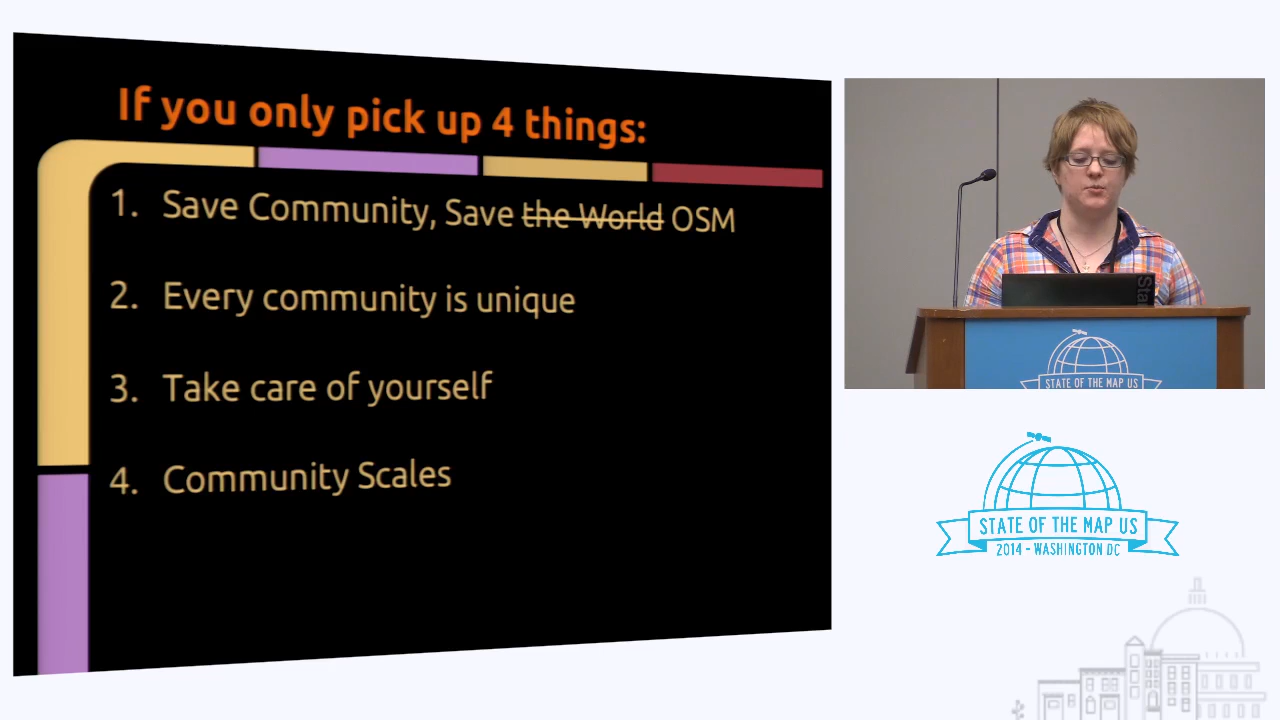 If you only pick up 4 things:
1. Save Community, Save the World OSM
2. Every community is unique
3. Take care of yourself
4. Community Scales
Sta
STATE OF THE MAP US
STATE OF THE MAP US
2014 - WASHINGTON DC